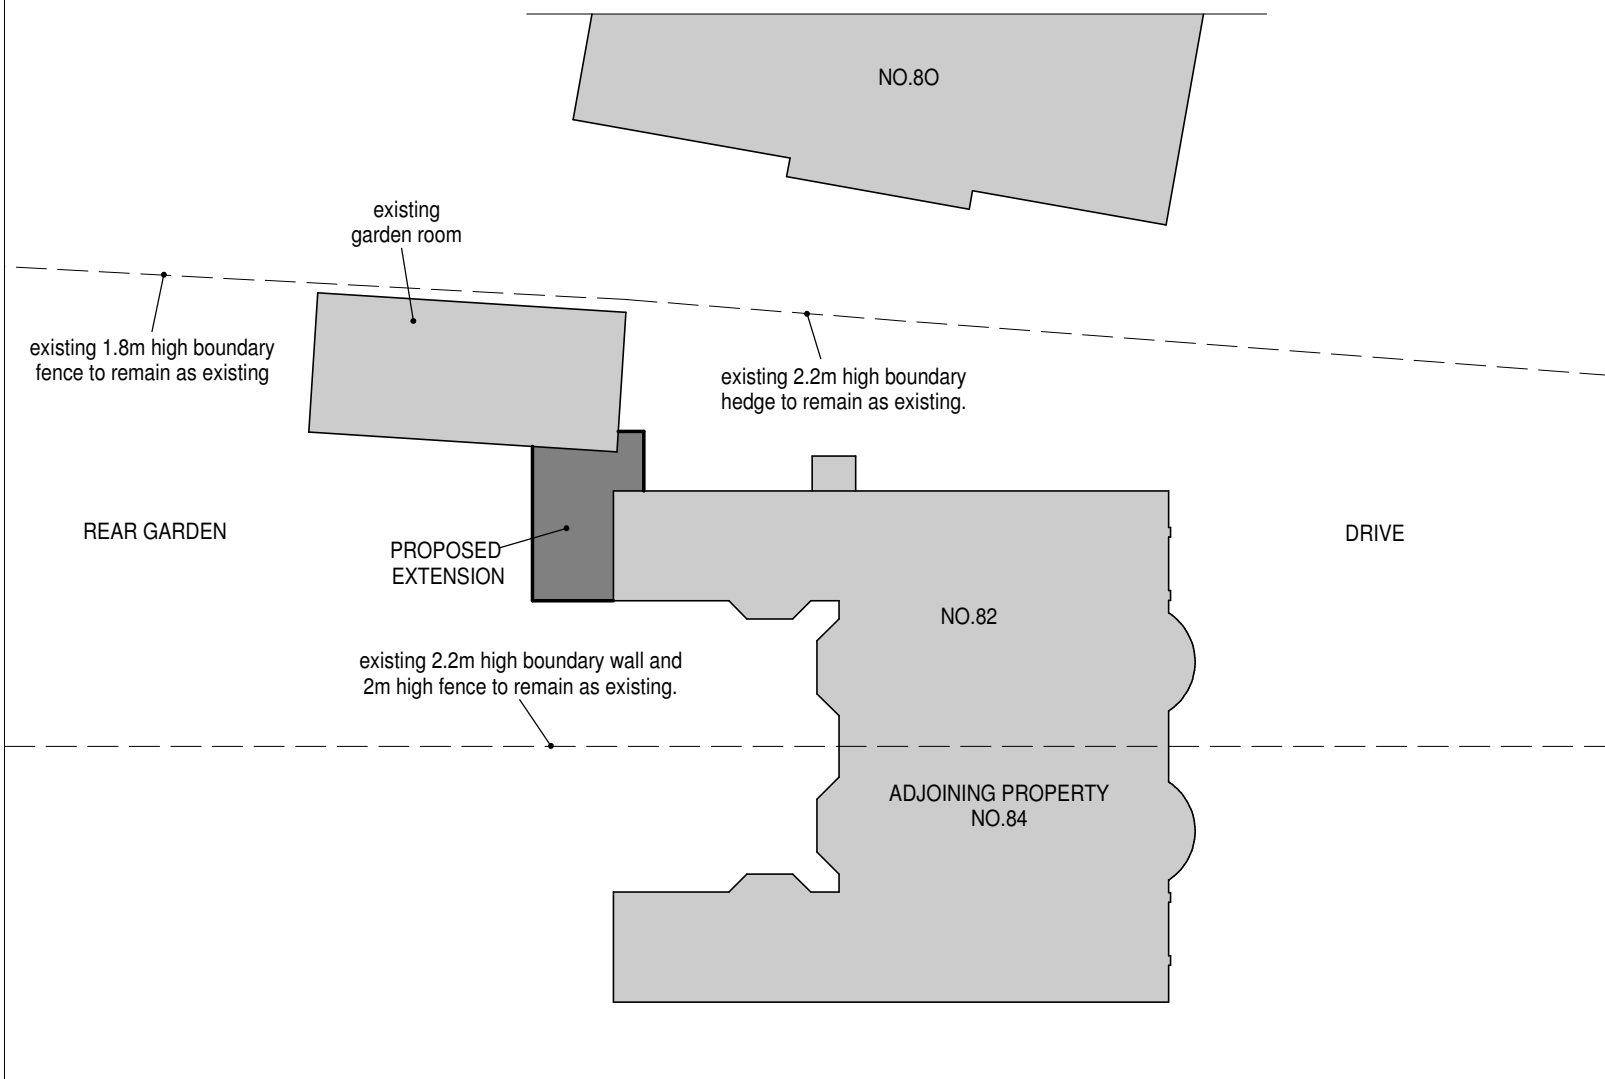 NO.8O
existing
garden room
existing 1.8m high boundary
fence to remain as existing
existing 2.2m high boundary
hedge to remain as existing.
REAR GARDEN
PROPOSED
EXTENSION
DRIVE
NO.82
existing 2.2m high boundary wall and
2m high fence to remain as existing.
ADJOINING PROPERTY
NO.84